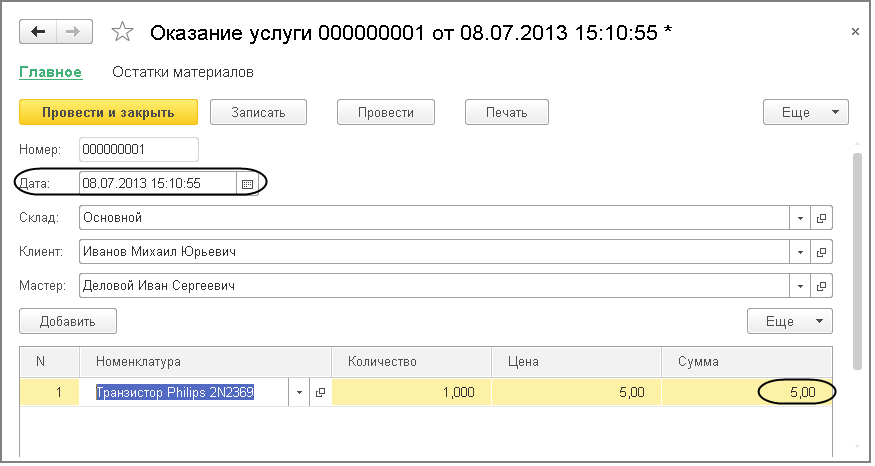 Оказание услуги 000000001 от 08.07.2013 15:10:55 *
Главное Остатки материалов
Провести и закрыть Записать Провести Печать Еще
Номер: 000000001
Дата: 08.07.2013 15:10:55
Склад: Основной
Клиент: Иванов Михаил Юрьевич
Мастер: Деловой Иван Сергеевич
Добавить Еще
N Номенклатура Количество Цена Сумма
1 Транзистор Philips 2N2369 1,000 5,00 5,00